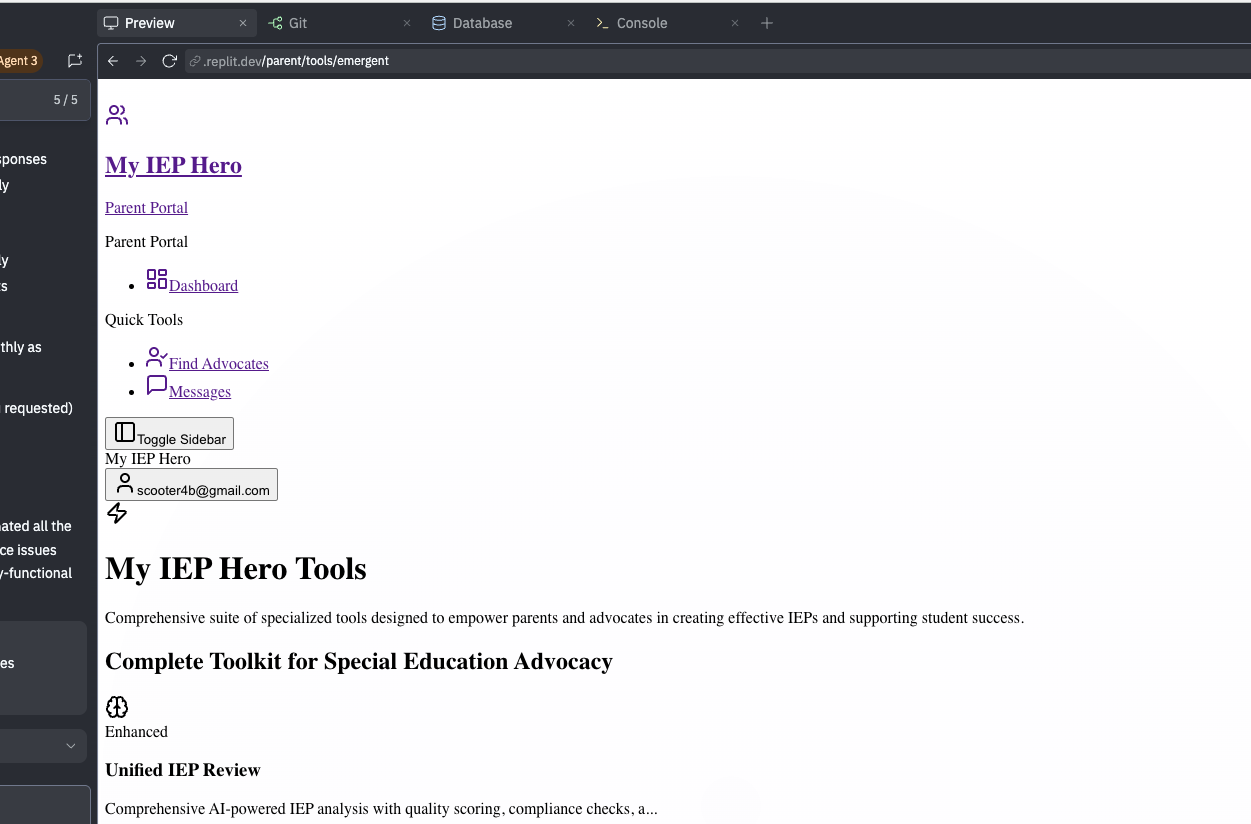 Preview
Git
Database
Console
Agent 3
.replit.dev/parent/tools/emergent
5 / 5
sponses
ly
ly
s
thly as
requested)
nated all the
ce issues
y-functional
es
My IEP Hero
Parent Portal
Parent Portal
Dashboard
Quick Tools
Find Advocates
Messages
Toggle Sidebar
My IEP Hero
scooter4b@gmail.com
My IEP Hero Tools
Comprehensive suite of specialized tools designed to empower parents and advocates in creating effective IEPs and supporting student success.
Complete Toolkit for Special Education Advocacy
Enhanced
Unified IEP Review
Comprehensive AI-powered IEP analysis with quality scoring, compliance checks, a...